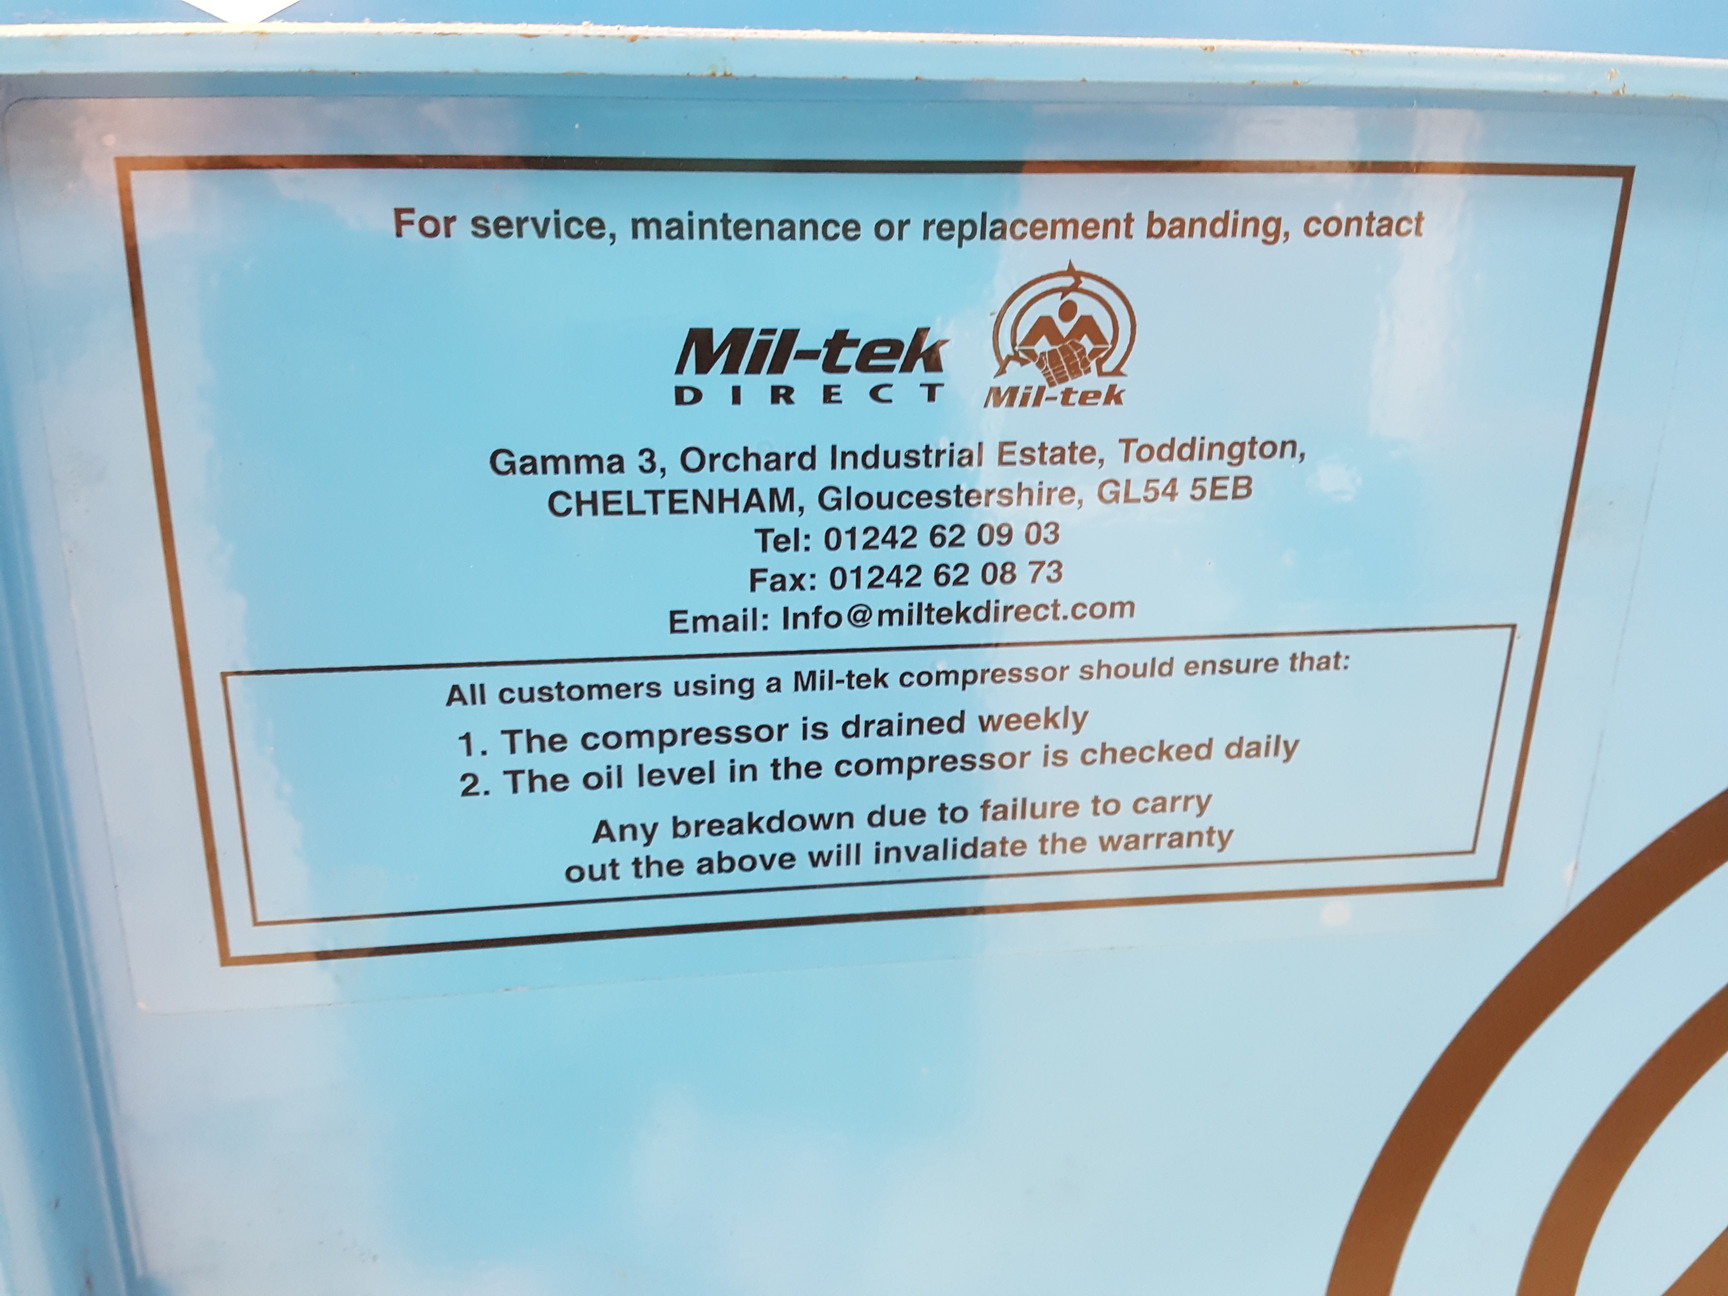 For service, maintenance or replacement banding, contact
Mil-tek
DIRECT
Mil-tek
Gamma 3, Orchard Industrial Estate, Toddington,
CHELTENHAM, Gloucestershire, GL54 5EB
Tel: 01242 62 09 03
Fax: 01242 62 08 73
Email: Info@miltekdirect.com
All customers using a Mil-tek compressor should ensure that:
1. The compressor is drained weekly
2. The oil level in the compressor is checked daily
Any breakdown due to failure to carry
out the above will invalidate the warranty